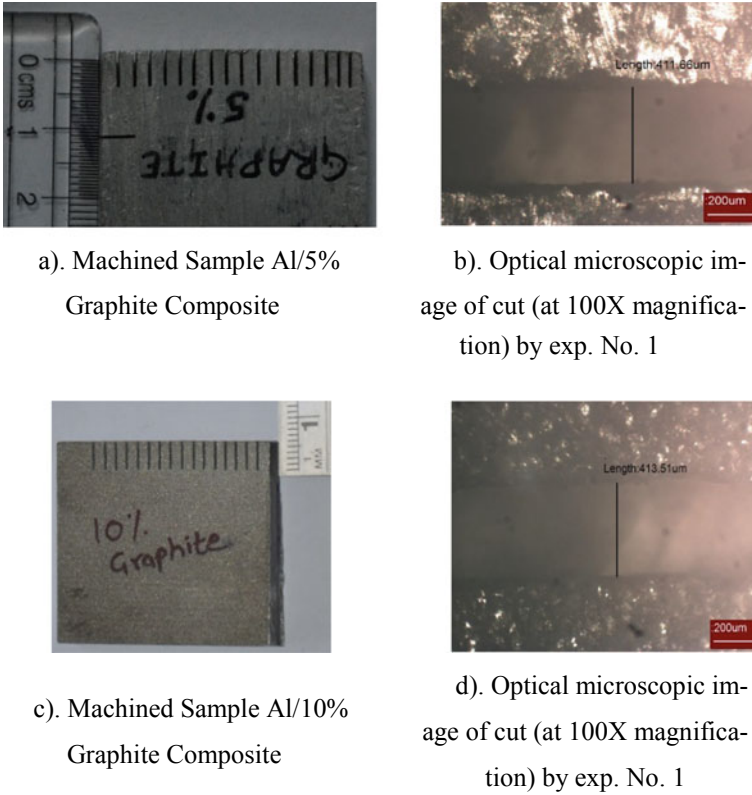 0
cms
1
2
5%
GRAPHITE
Length:411.66um
200um
a). Machined Sample Al/5%
Graphite Composite
b). Optical microscopic im-
age of cut (at 100X magnifica-
tion) by exp. No. 1
1
MM
10%
Graphite
Length:413.51um
200um
c). Machined Sample Al/10%
Graphite Composite
d). Optical microscopic im-
age of cut (at 100X magnifica-
tion) by exp. No. 1